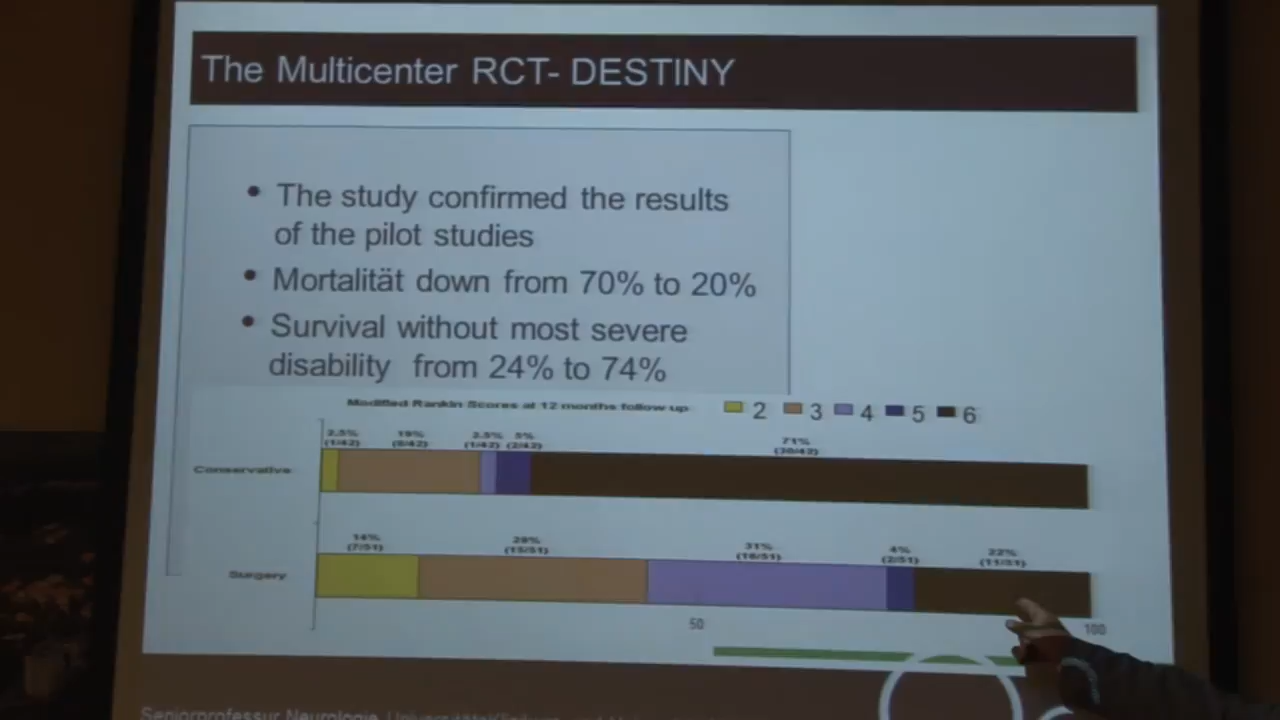 The Multicenter RCT- DESTINY
• The study confirmed the results
of the pilot studies
• Mortalität down from 70% to 20%
• Survival without most severe
disability from 24% to 74%
Modified Rankin Scores at 12 months follow up
2 3 4 5 6
2.5% 19% 2.5% 5% 71%
(1/42) (8/42) (1/42) (2/42) (30/42)
Conservative
14% 29% 31% 4% 22%
(7/51) (15/51) (16/51) (2/51) (11/51)
Surgery
50 100
Seniorprofessur Neurologie